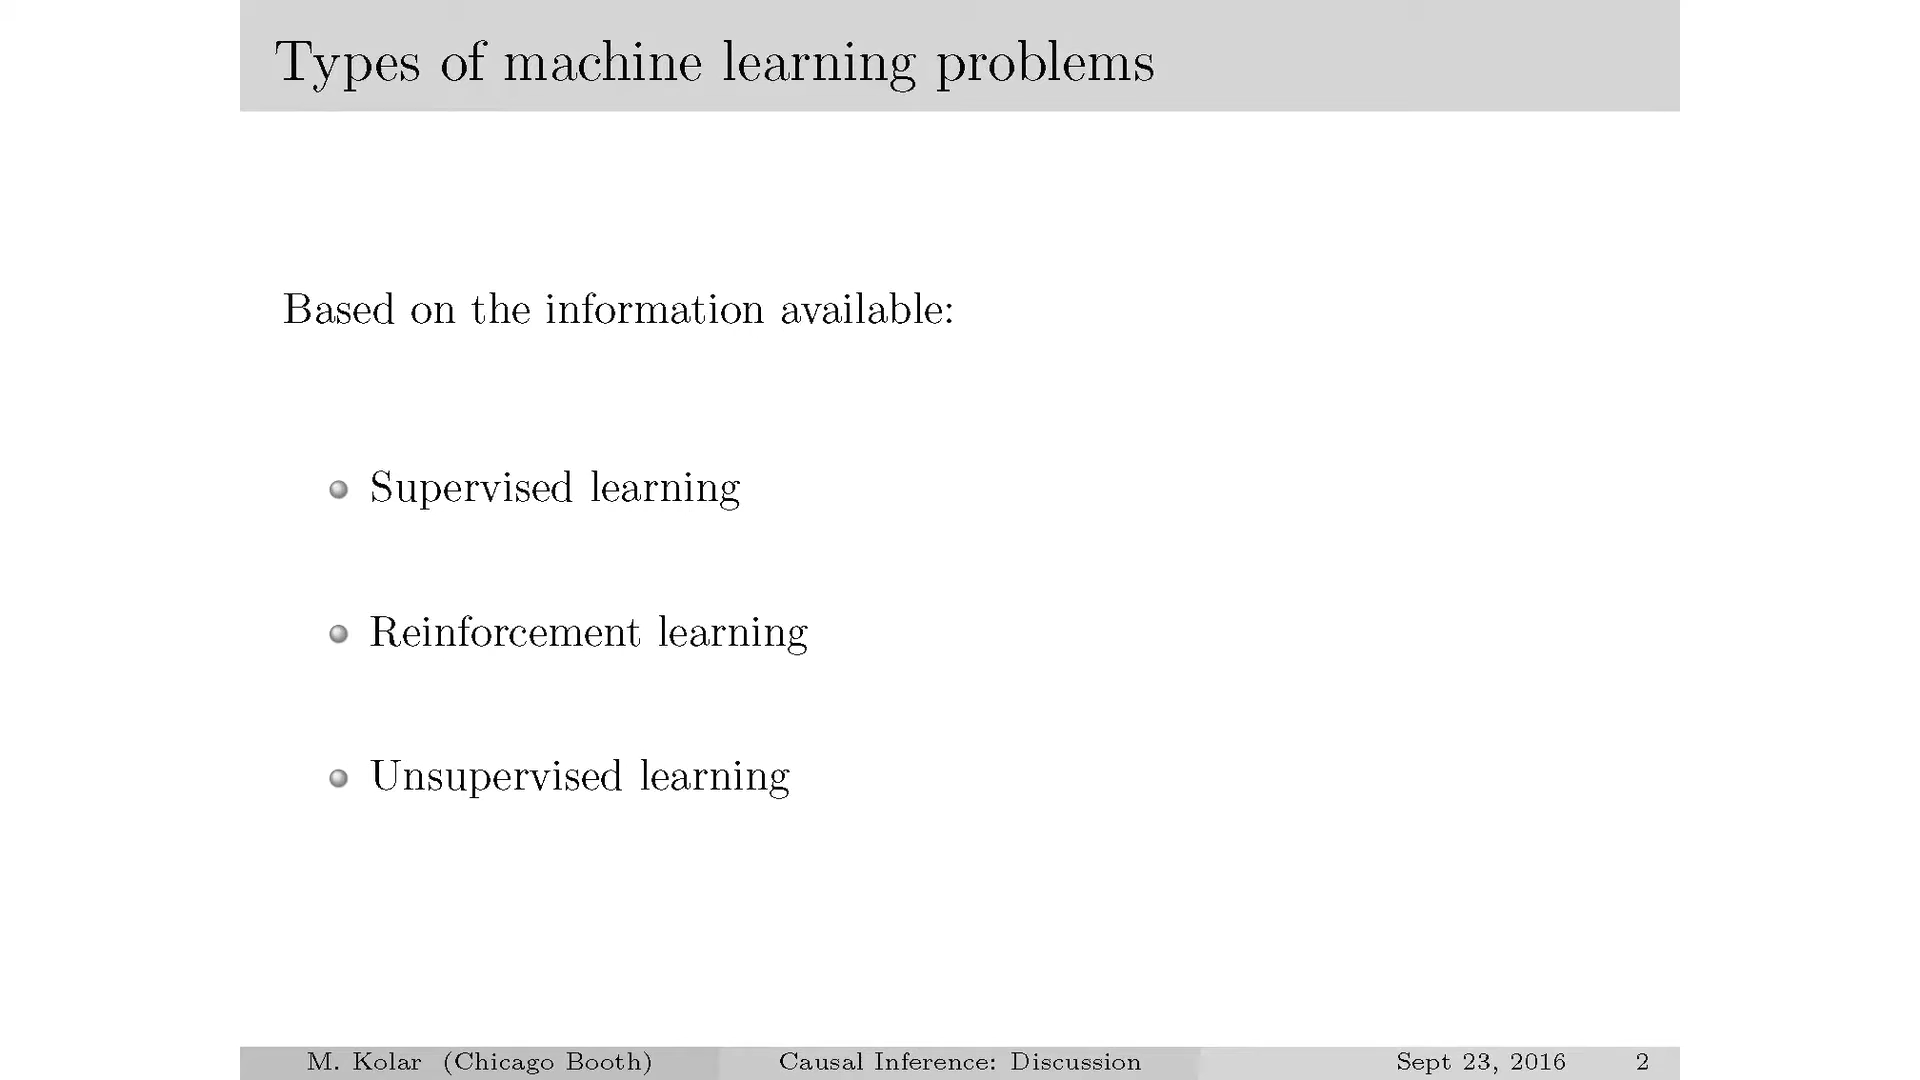 Types of machine learning problems
Based on the information available:
Supervised learning
Reinforcement learning
Unsupervised learning
M. Kolar (Chicago Booth) Causal Inference: Discussion Sept 23, 2016 2